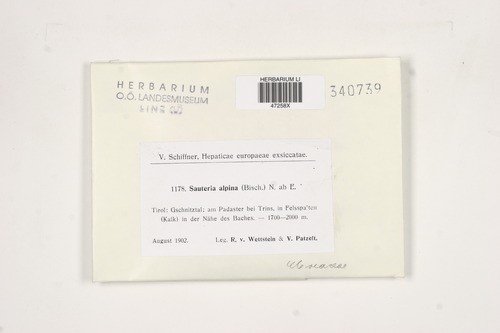 HERBARIUM
O.Ö. LANDESMUSEUM
LINZ
HERBARIUM LI
47258X
340739
V. Schiffner, Hepaticae europaeae exsiccatae.
1178. Sauteria alpina (Bisch.) N. ab E.
Tirol: Gschnitztal; am Padaster bei Trins, in Felsspalten
(Kalk) in der Nähe des Baches. — 1700—2000 m.
August 1902. Leg. R. v. Wettstein & V. Patzelt.